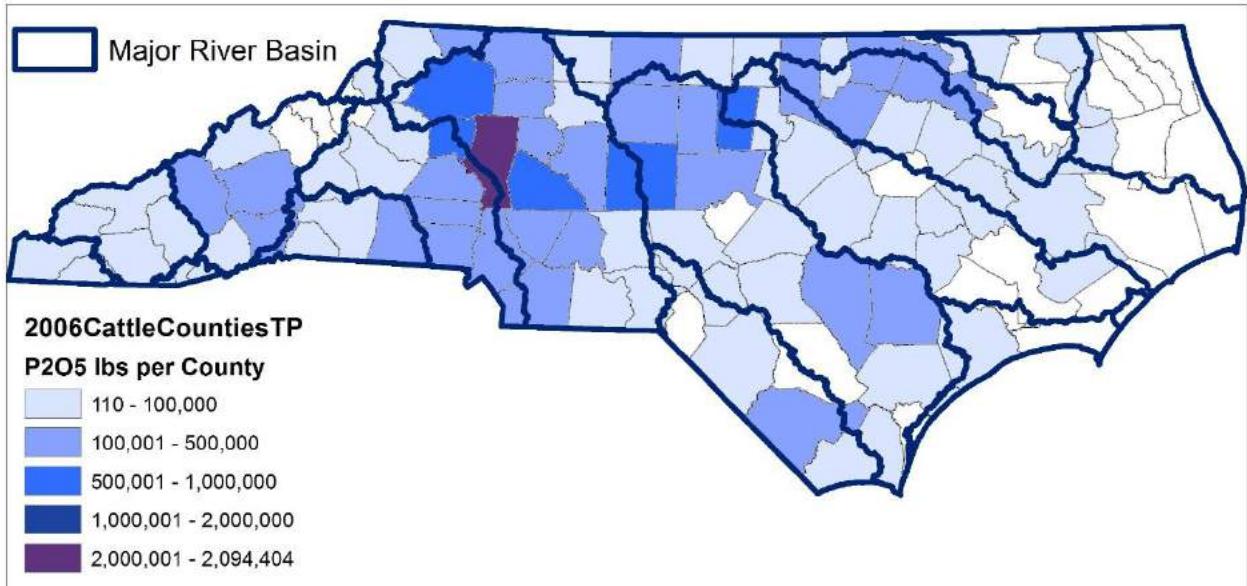 Major River Basin
2006CattleCountiesTP
P2O5 lbs per County
110 - 100,000
100,001 - 500,000
500,001 - 1,000,000
1,000,001 - 2,000,000
2,000,001 - 2,094,404